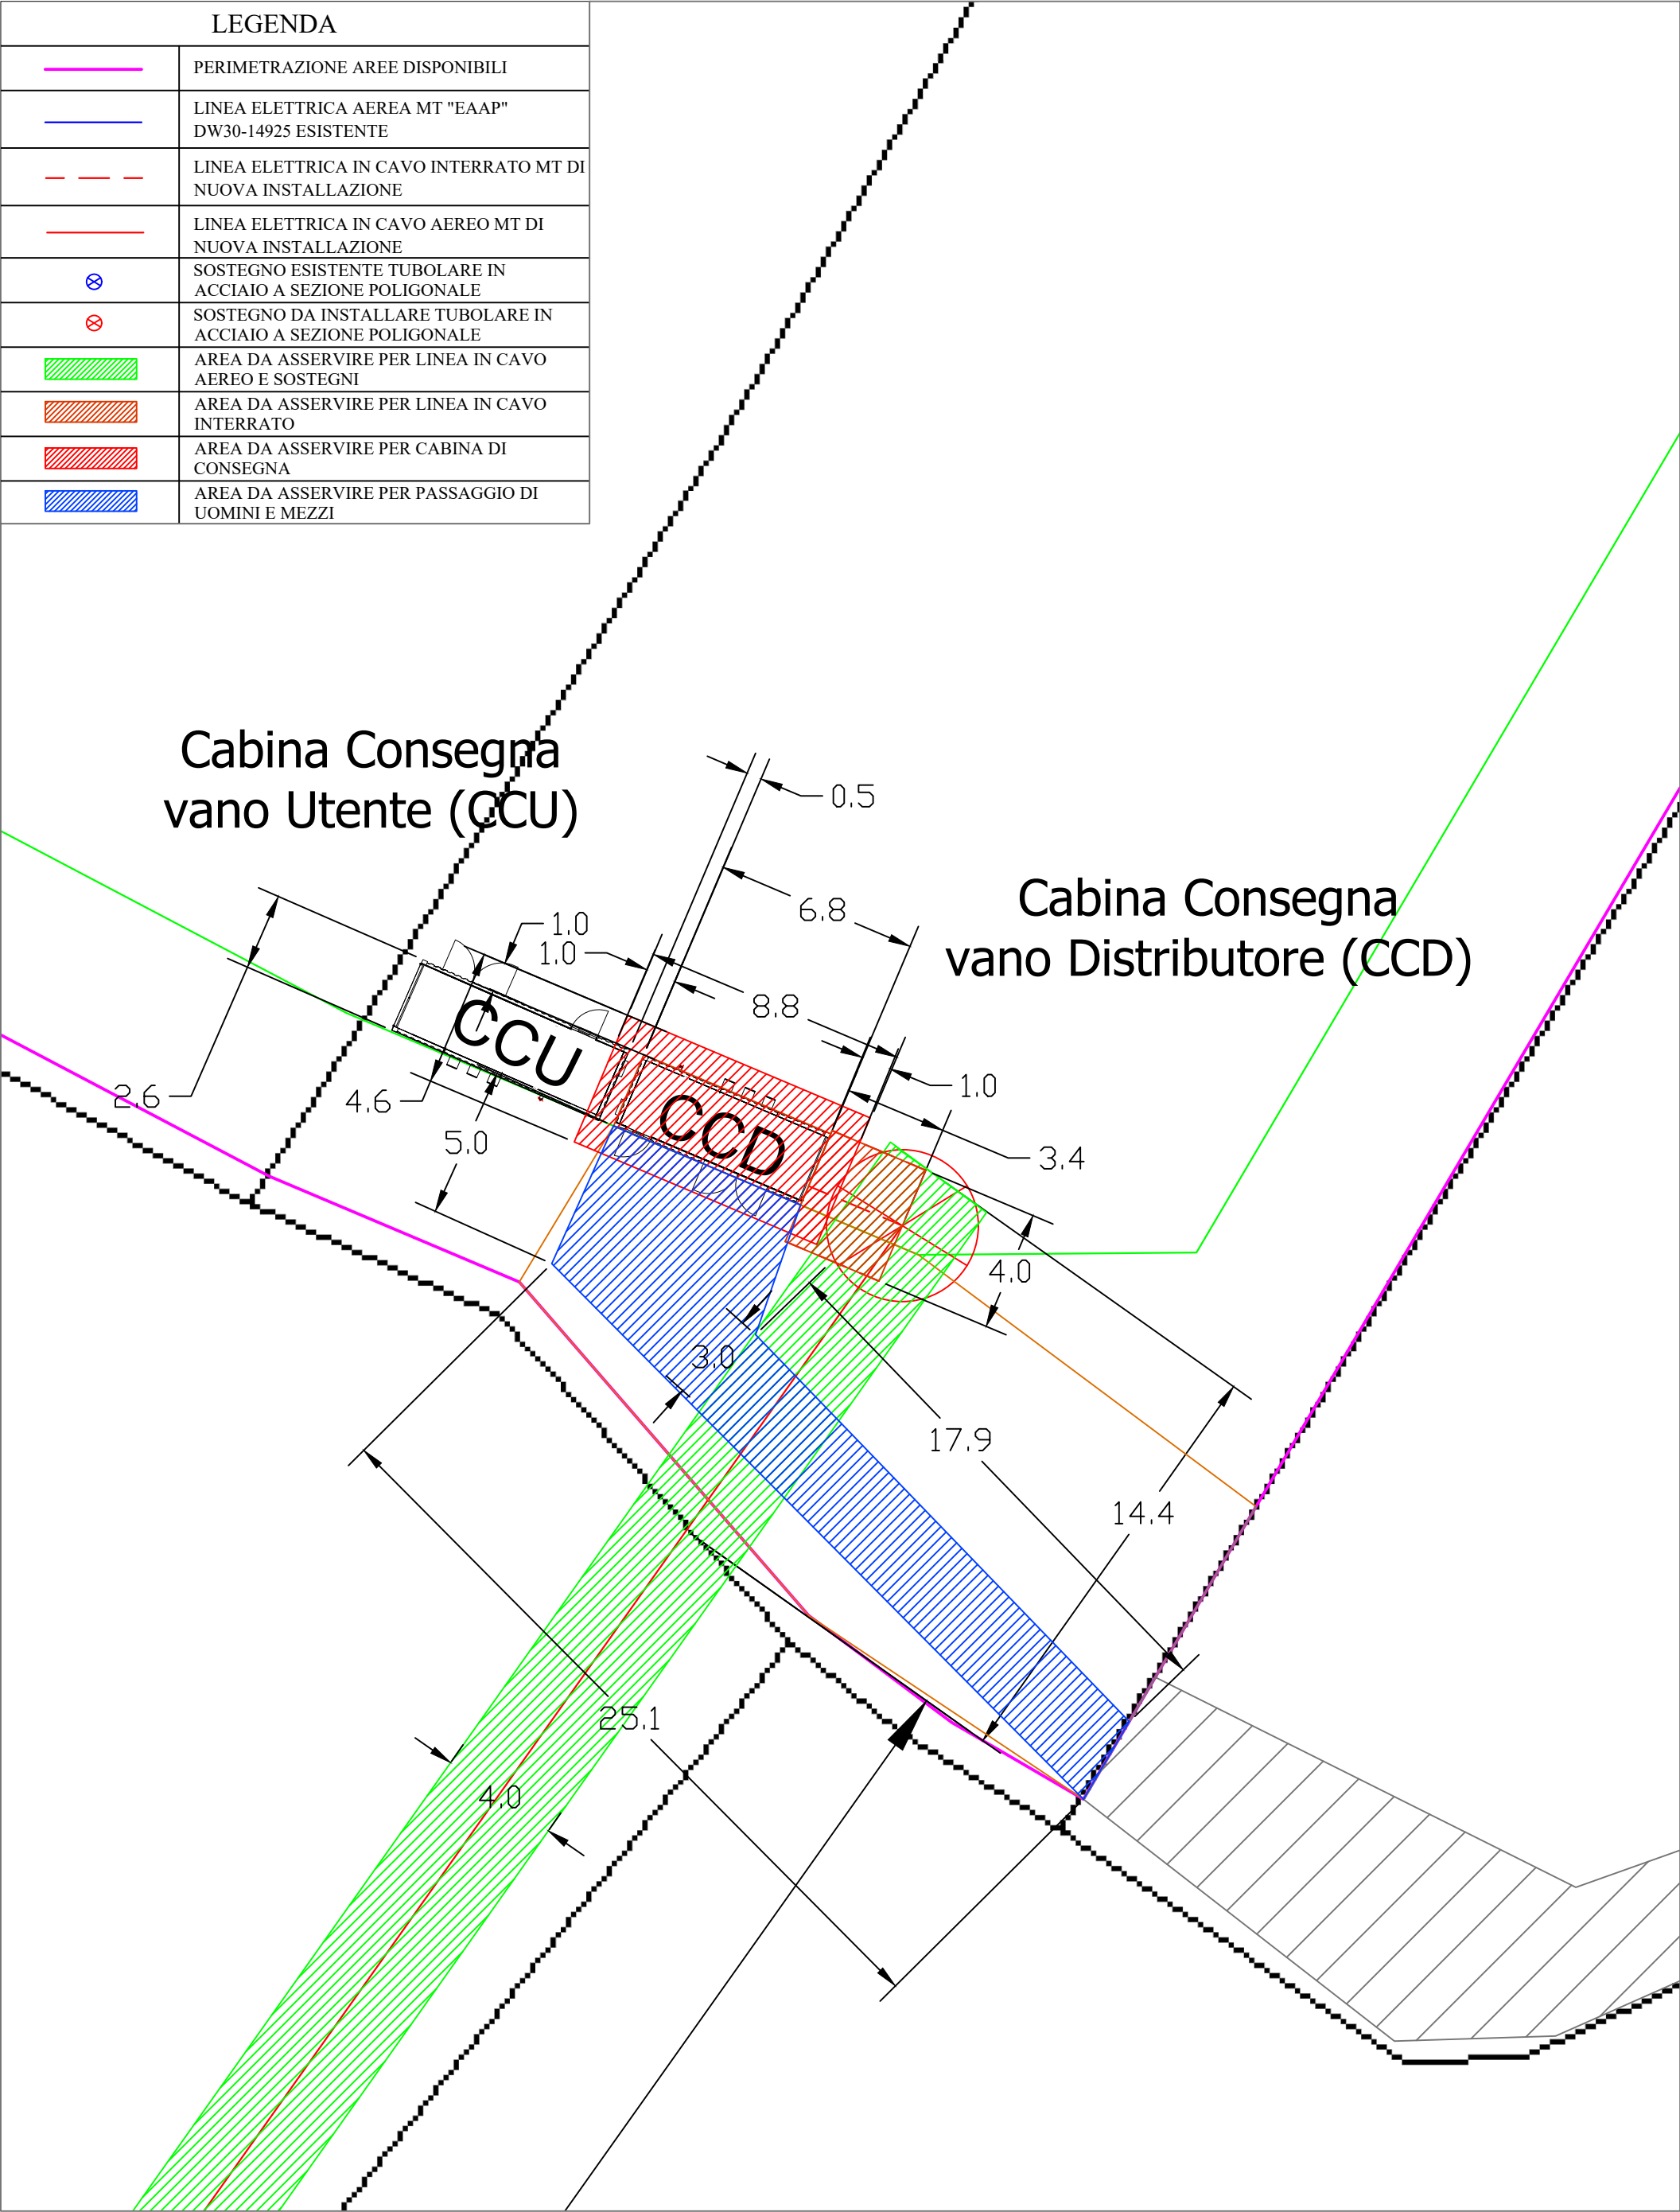 LEGENDA
PERIMETRAZIONE AREE DISPONIBILI
LINEA ELETTRICA AEREA MT "EAAP"
DW30-14925 ESISTENTE
LINEA ELETTRICA IN CAVO INTERRATO MT DI
NUOVA INSTALLAZIONE
LINEA ELETTRICA IN CAVO AEREO MT DI
NUOVA INSTALLAZIONE
SOSTEGNO ESISTENTE TUBOLARE IN
ACCIAIO A SEZIONE POLIGONALE
SOSTEGNO DA INSTALLARE TUBOLARE IN
ACCIAIO A SEZIONE POLIGONALE
AREA DA ASSERVIRE PER LINEA IN CAVO
AEREO E SOSTEGNI
AREA DA ASSERVIRE PER LINEA IN CAVO
INTERRATO
AREA DA ASSERVIRE PER CABINA DI
CONSEGNA
AREA DA ASSERVIRE PER PASSAGGIO DI
UOMINI E MEZZI
Cabina Consegna
vano Utente (CCU)
0.5
6.8
Cabina Consegna
vano Distributore (CCD)
1.0
1.0
8.8
CCU
1.0
2.6
4.6
CCD
5.0
3.4
4.0
3.0
17.9
14.4
25.1
4.0